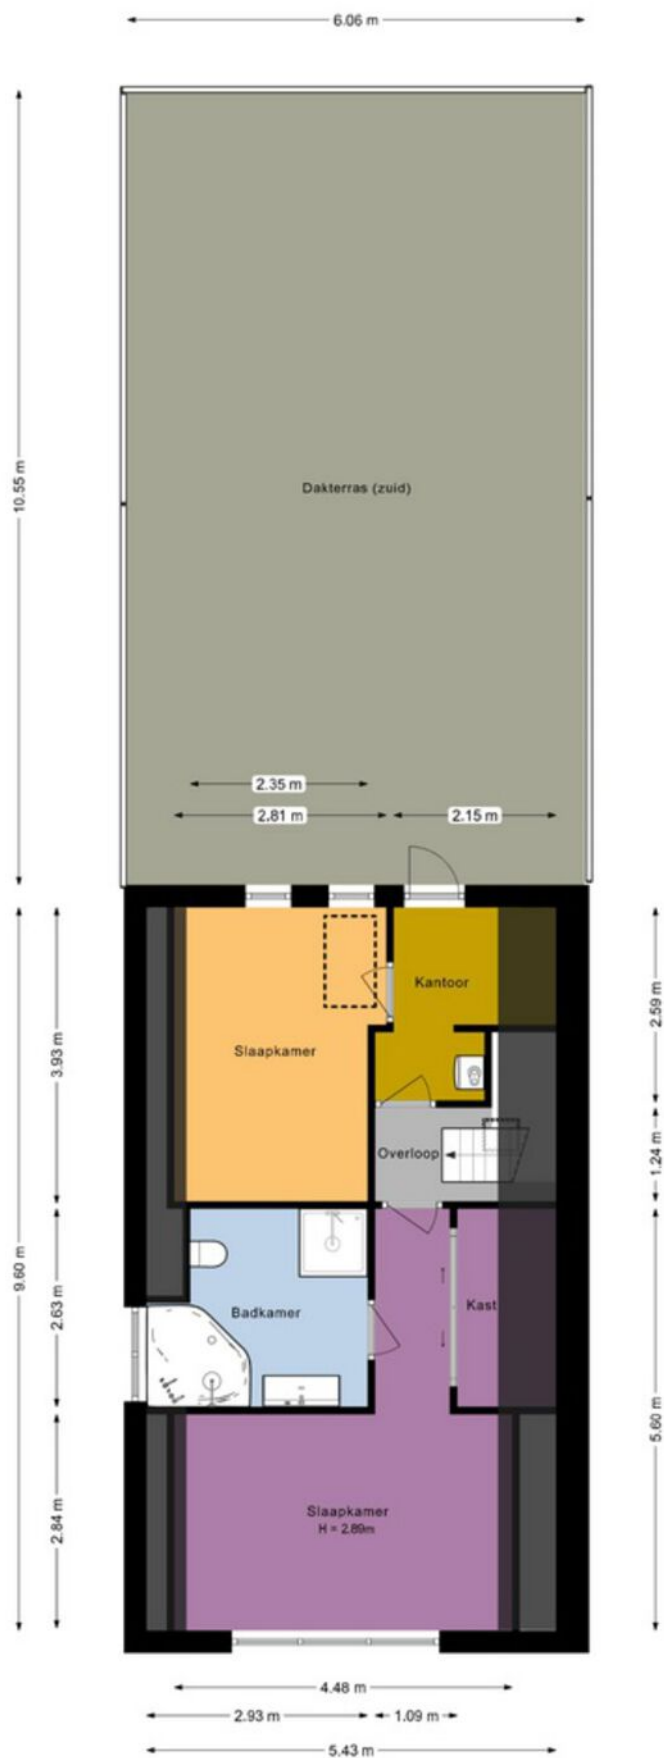 6.06 m
10.55 m
Dakterras (zuid)
2.35 m
2.81 m
2.15 m
Kantoor
2.59 m
3.93 m
Slaapkamer
Overloop
1.24 m
9.60 m
2.63 m
Badkamer
Kast
5.60 m
2.84 m
Slaapkamer
H = 2.89m
4.48 m
2.93 m
1.09 m
5.43 m